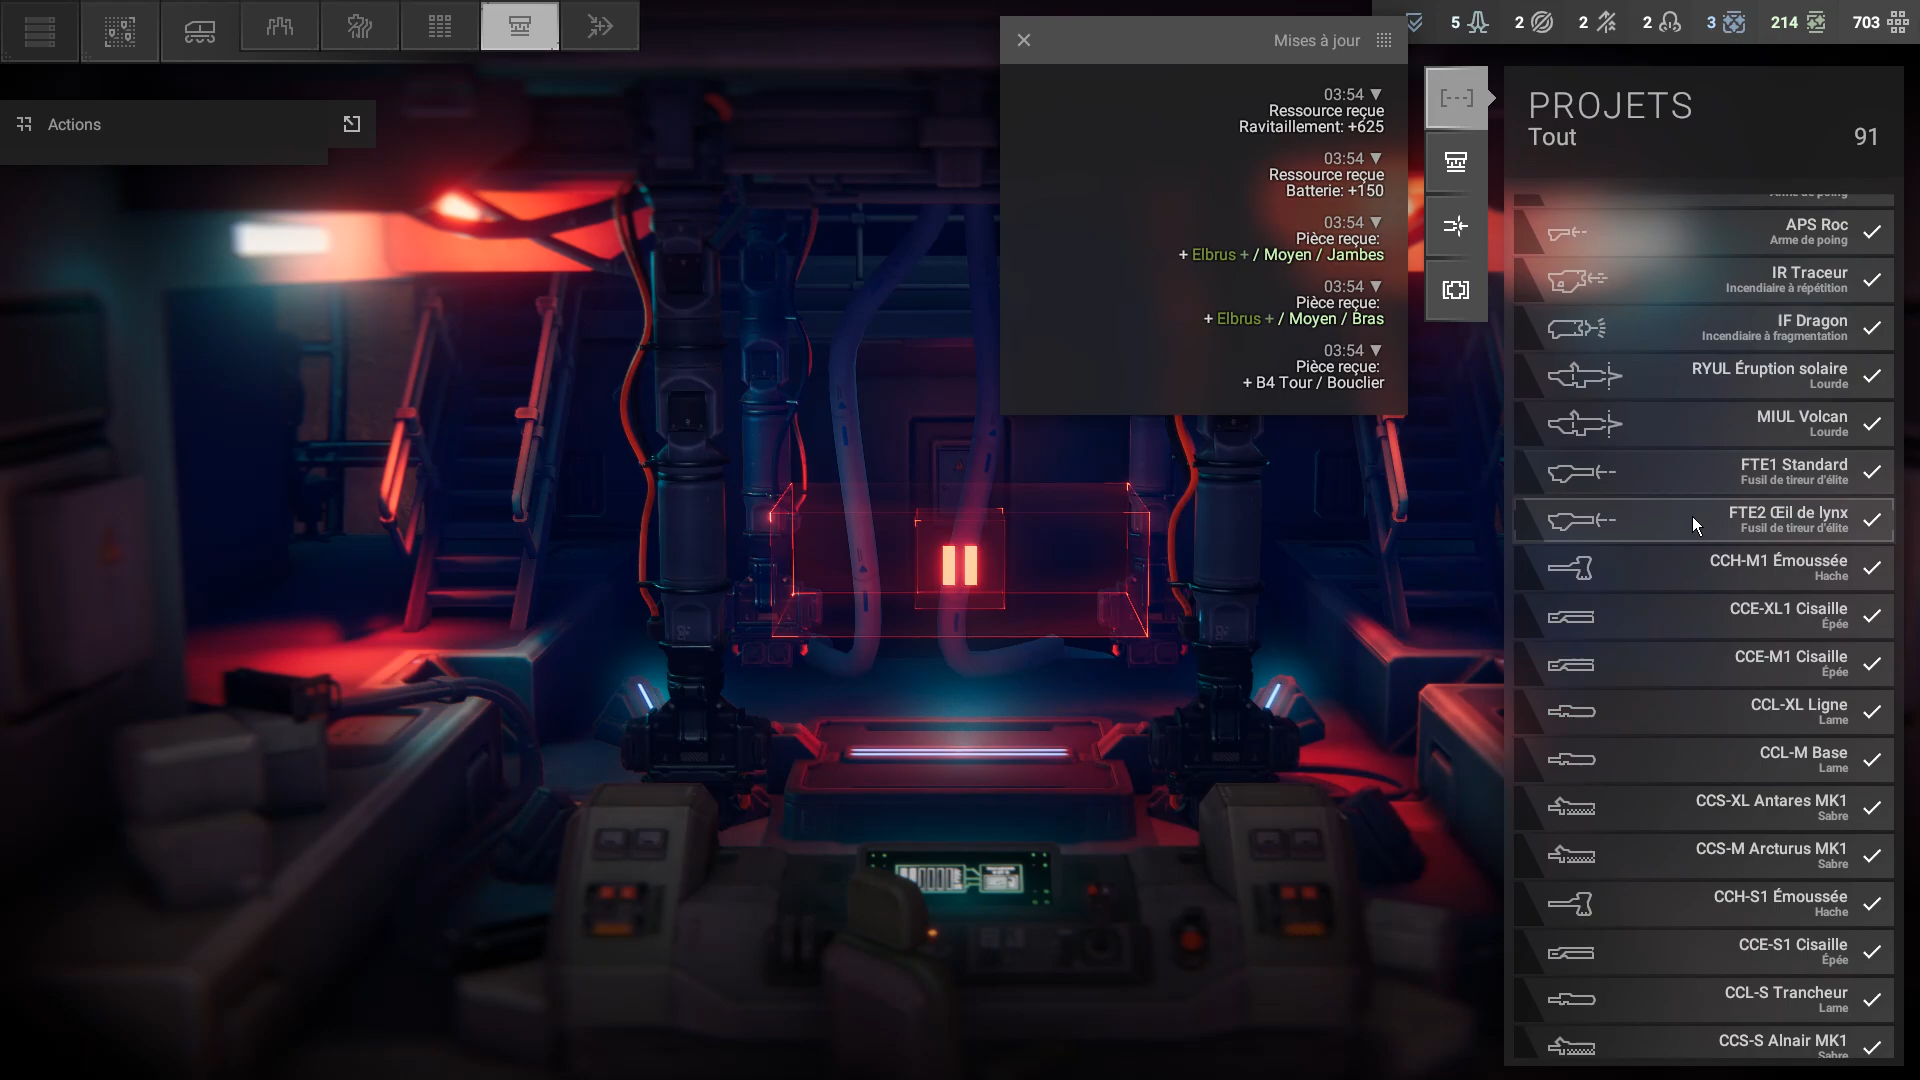 5
2
2
2
3
214
703
Actions
Mises à jour
03:54
Ressource reçue
Ravitaillement: +625
03:54
Ressource reçue
Batterie: +150
03:54
Pièce reçue:
+ Elbrus + / Moyen / Jambes
03:54
Pièce reçue:
+ Elbrus + / Moyen / Bras
03:54
Pièce reçue:
+ B4 Tour / Bouclier
PROJETS
Tout 91
Arme de poing
APS Roc
Arme de poing
IR Traceur
Incendiaire à répétition
IF Dragon
Incendiaire à fragmentation
RYUL Éruption solaire
Lourde
MIUL Volcan
Lourde
FTE1 Standard
Fusil de tireur d'élite
FTE2 Œil de lynx
Fusil de tireur d'élite
CCH-M1 Émoussée
Hache
CCE-XL1 Cisaille
Épée
CCE-M1 Cisaille
Épée
CCL-XL Ligne
Lame
CCL-M Base
Lame
CCS-XL Antares MK1
Sabre
CCS-M Arcturus MK1
Sabre
CCH-S1 Émoussée
Hache
CCE-S1 Cisaille
Épée
CCL-S Trancheur
Lame
CCS-S Alnair MK1
Sabre